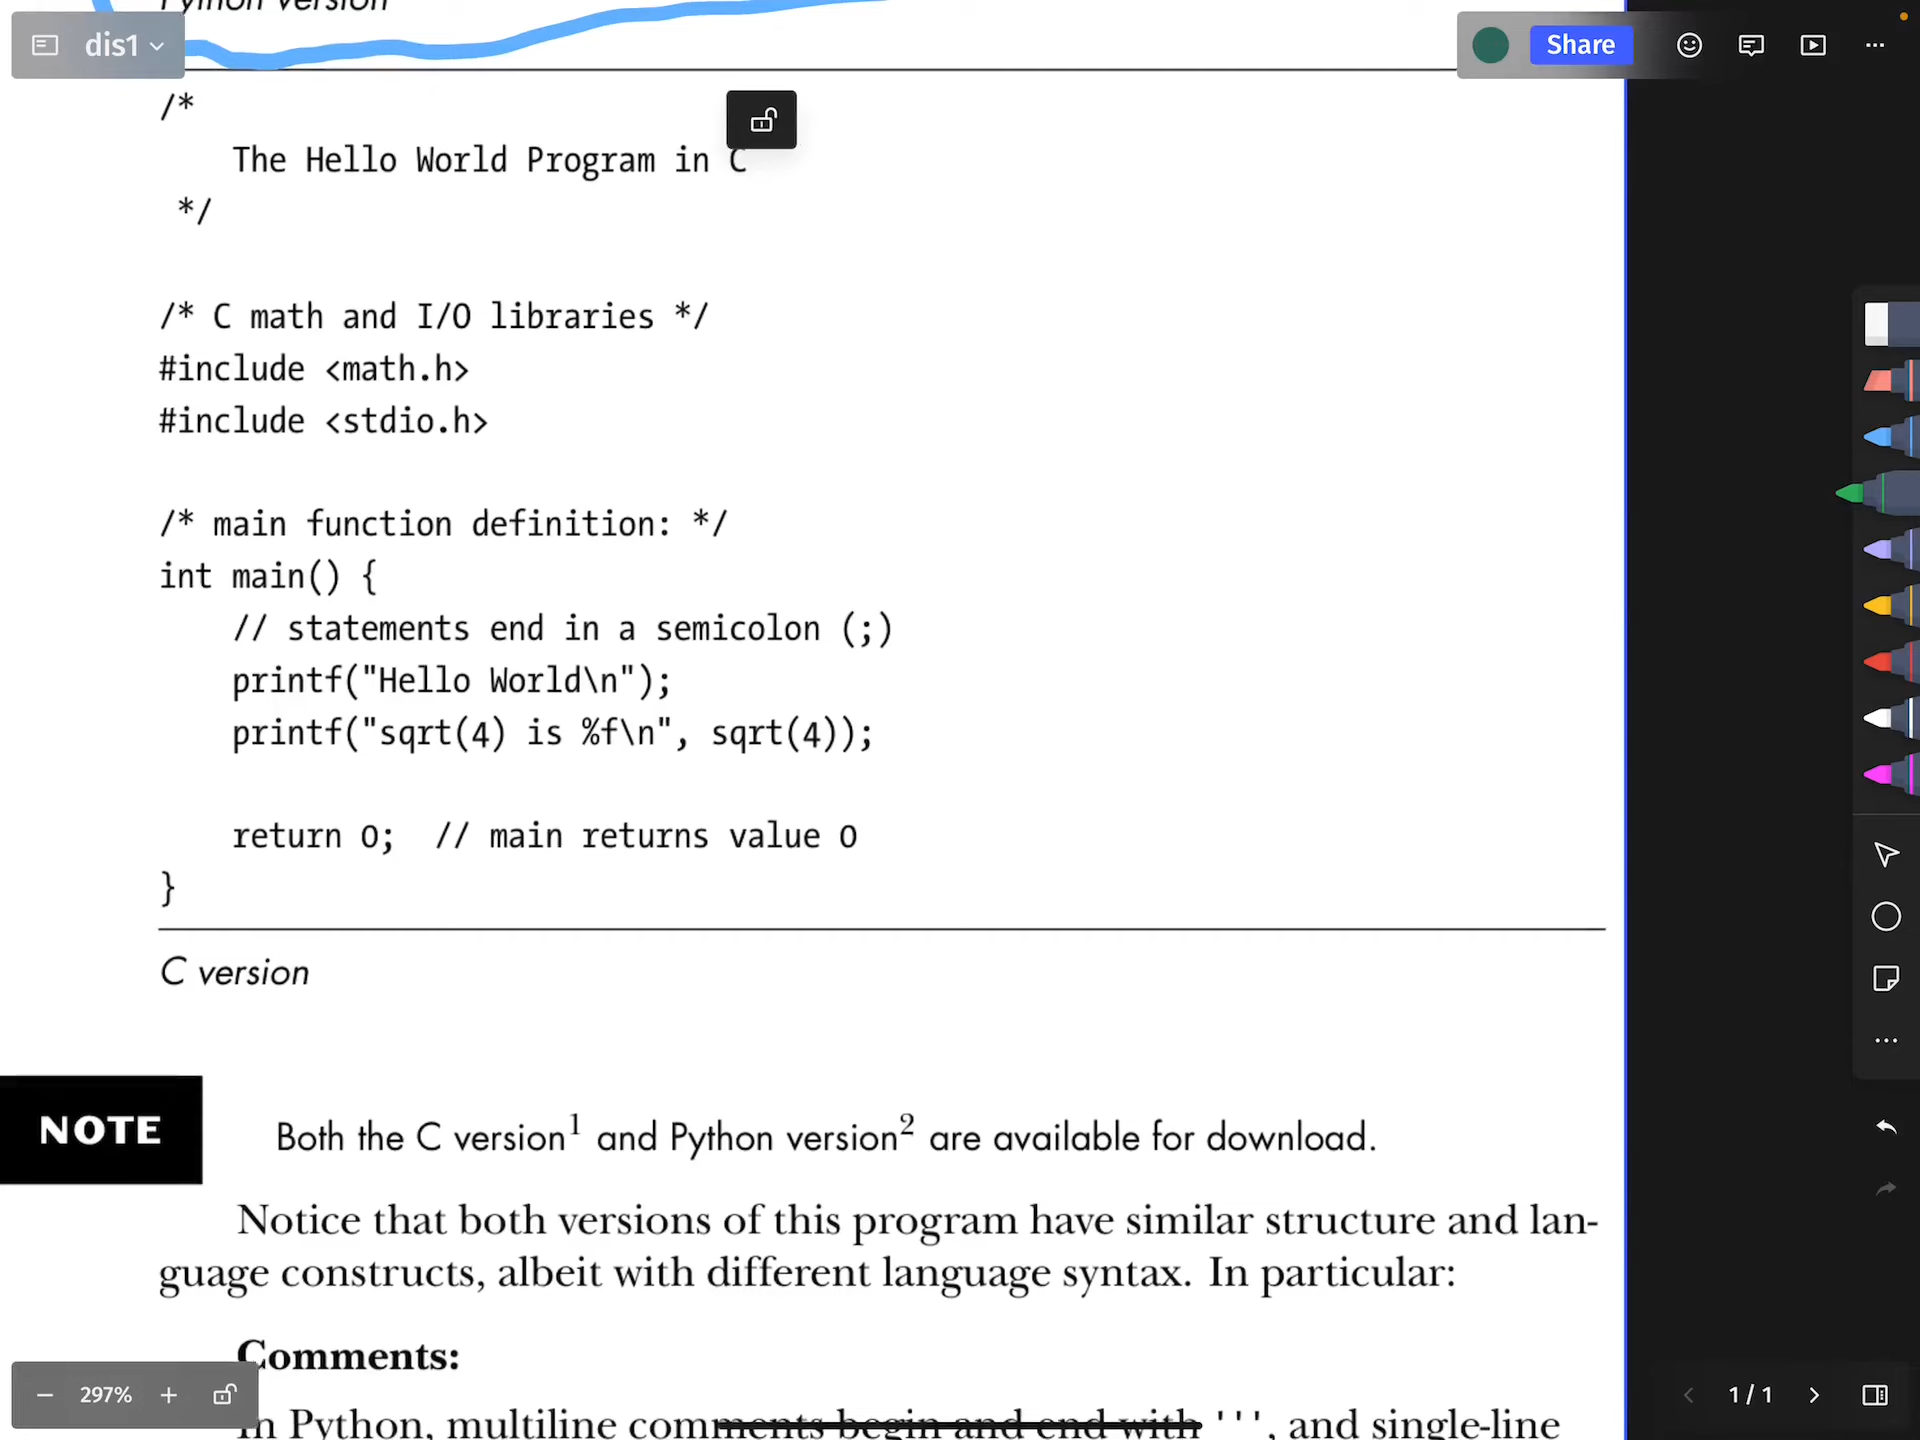 Python version
dis1
Share
/*
The Hello World Program in C
*/
/* C math and I/O libraries */
#include <math.h>
#include <stdio.h>
/* main function definition: */
int main() {
// statements end in a semicolon (;)
printf("Hello World\n");
printf("sqrt(4) is %f\n", sqrt(4));
return 0;  // main returns value 0
}
C version
NOTE
Both the C version¹ and Python version² are available for download.
Notice that both versions of this program have similar structure and lan-
guage constructs, albeit with different language syntax. In particular:
Comments:
In Python, multiline comments begin and end with ''', and single-line
297%
1 / 1